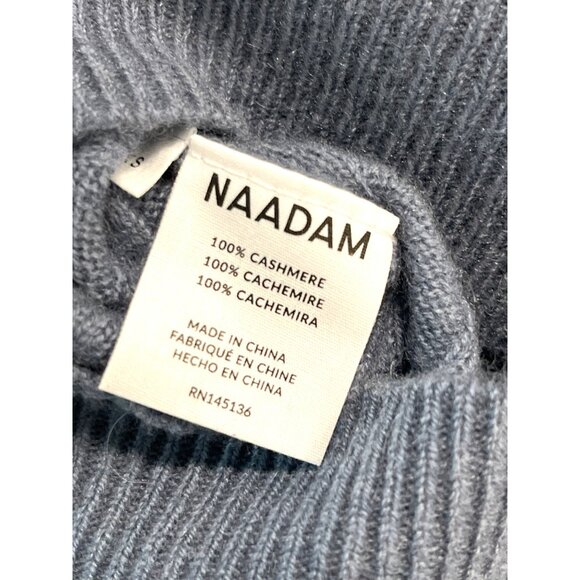 S
NAADAM
100% CASHMERE
100% CACHEMIRE
100% CACHEMIRA
MADE IN CHINA
FABRIQUÉ EN CHINE
HECHO EN CHINA
RN145136